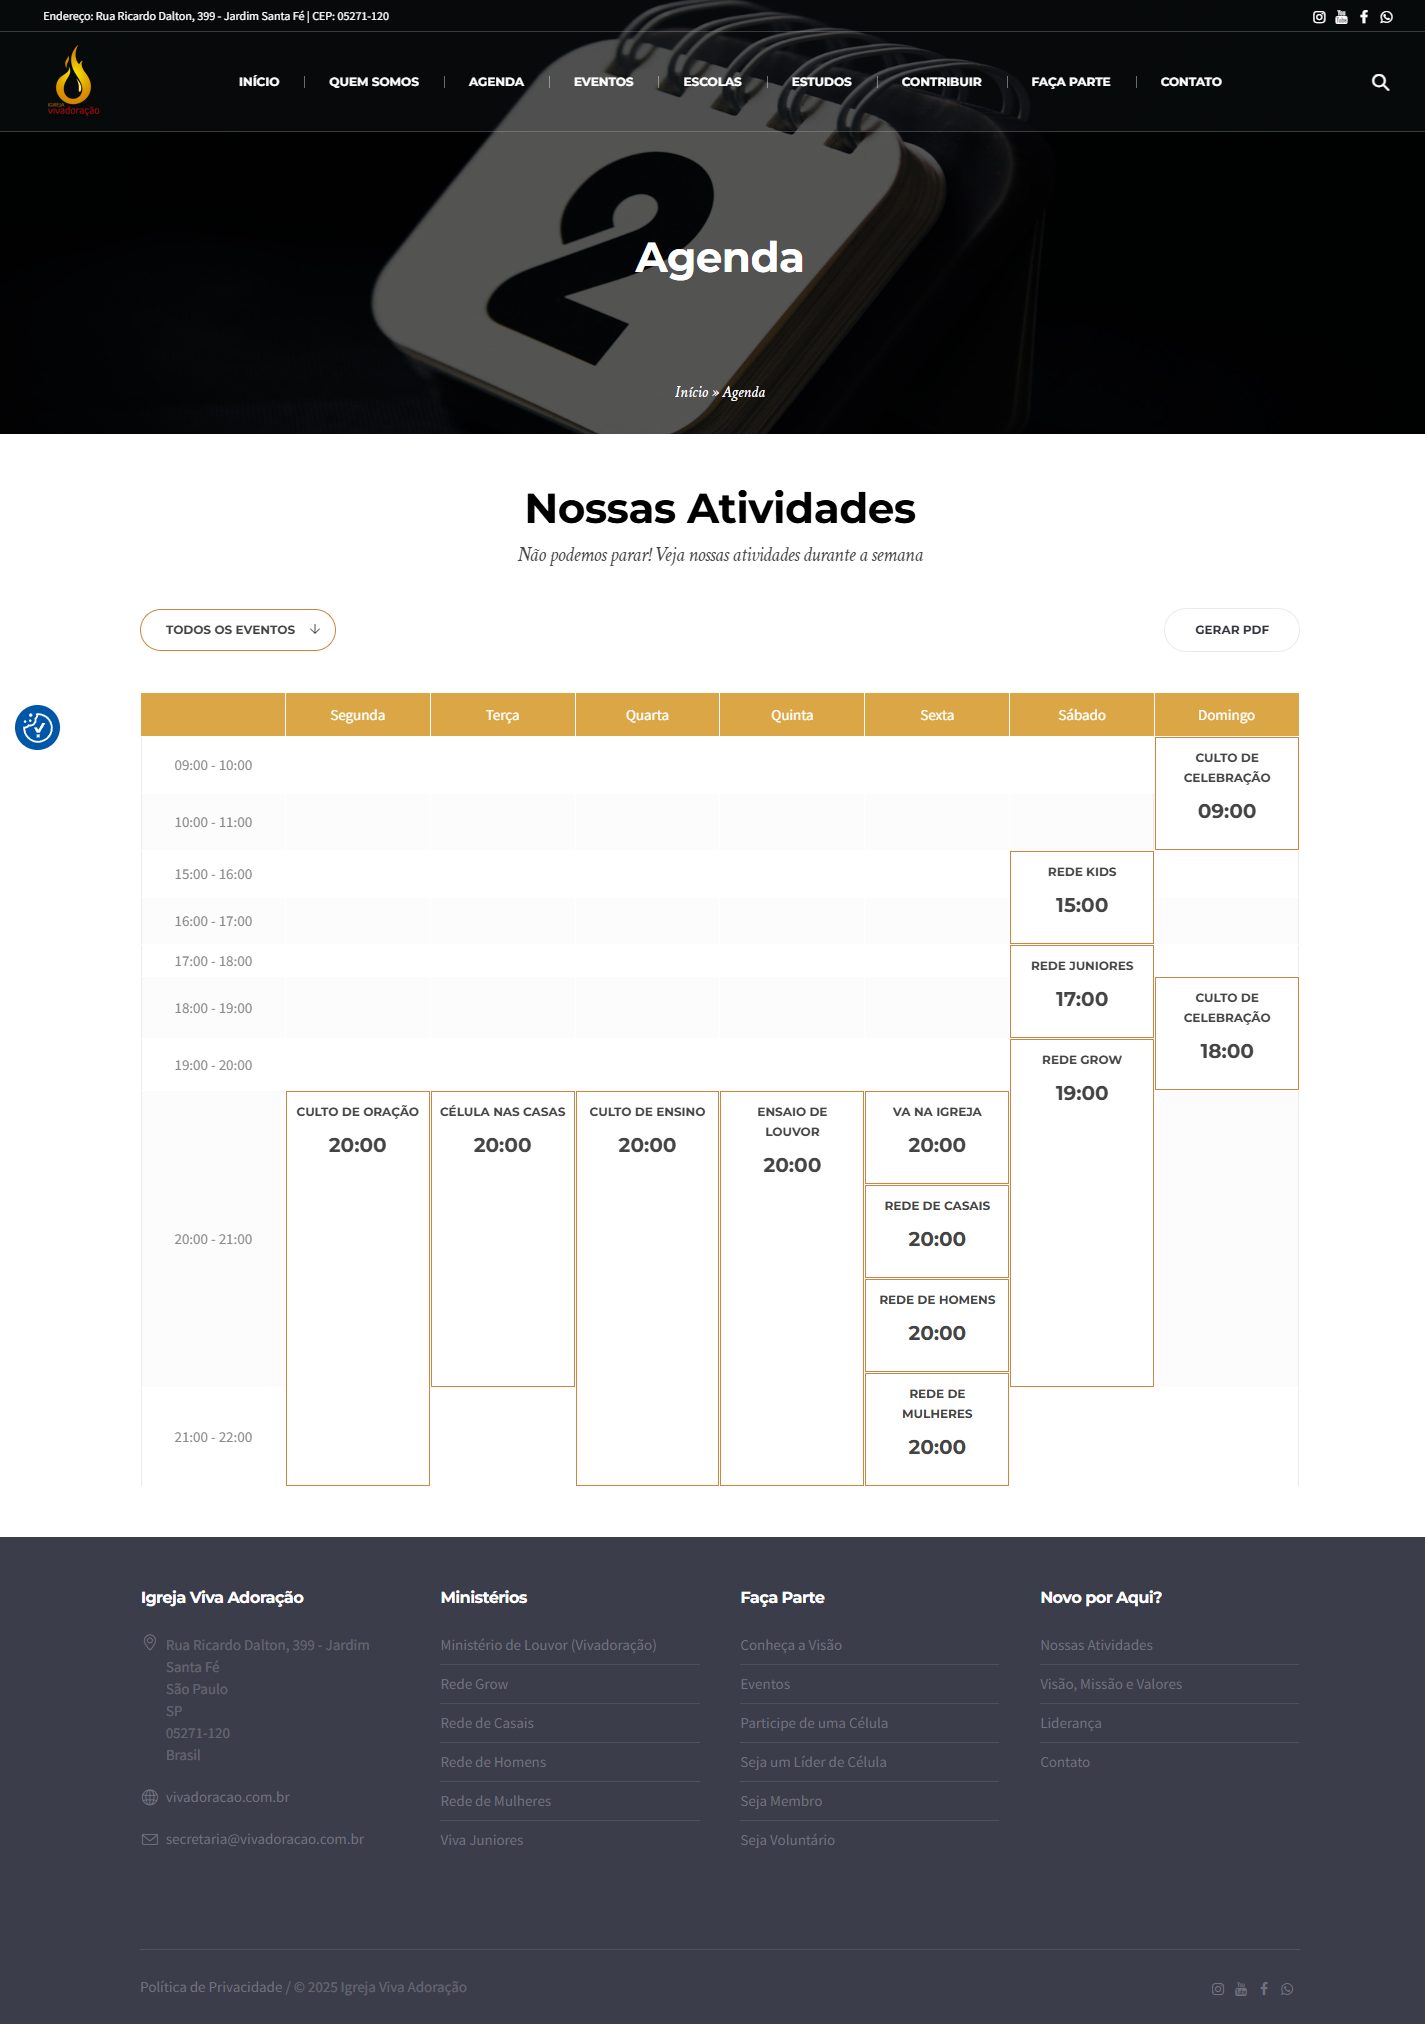 Endereço: Rua Ricardo Dalton, 399 - Jardim Santa Fé | CEP: 05271-120
IGREJA
vivadoração
INÍCIO
QUEM SOMOS
AGENDA
EVENTOS
ESCOLAS
ESTUDOS
CONTRIBUIR
FAÇA PARTE
CONTATO
2
Agenda
Início » Agenda
Nossas Atividades
Não podemos parar! Veja nossas atividades durante a semana
TODOS OS EVENTOS
GERAR PDF
Segunda Terça Quarta Quinta Sexta Sábado Domingo
09:00 - 10:00
CULTO DE
CELEBRAÇÃO
09:00
10:00 - 11:00
15:00 - 16:00
REDE KIDS
15:00
16:00 - 17:00
17:00 - 18:00
REDE JUNIORES
17:00
18:00 - 19:00
CULTO DE
CELEBRAÇÃO
18:00
19:00 - 20:00
REDE GROW
19:00
20:00 - 21:00
CULTO DE ORAÇÃO
20:00
CÉLULA NAS CASAS
20:00
CULTO DE ENSINO
20:00
ENSAIO DE
LOUVOR
20:00
VA NA IGREJA
20:00
REDE DE CASAIS
20:00
REDE DE HOMENS
20:00
REDE DE
MULHERES
20:00
21:00 - 22:00
Igreja Viva Adoração
Rua Ricardo Dalton, 399 - Jardim
Santa Fé
São Paulo
SP
05271-120
Brasil
vivadoracao.com.br
secretaria@vivadoracao.com.br
Ministérios
Ministério de Louvor (Vivadoração)
Rede Grow
Rede de Casais
Rede de Homens
Rede de Mulheres
Viva Juniores
Faça Parte
Conheça a Visão
Eventos
Participe de uma Célula
Seja um Líder de Célula
Seja Membro
Seja Voluntário
Novo por Aqui?
Nossas Atividades
Visão, Missão e Valores
Liderança
Contato
Política de Privacidade / © 2025 Igreja Viva Adoração